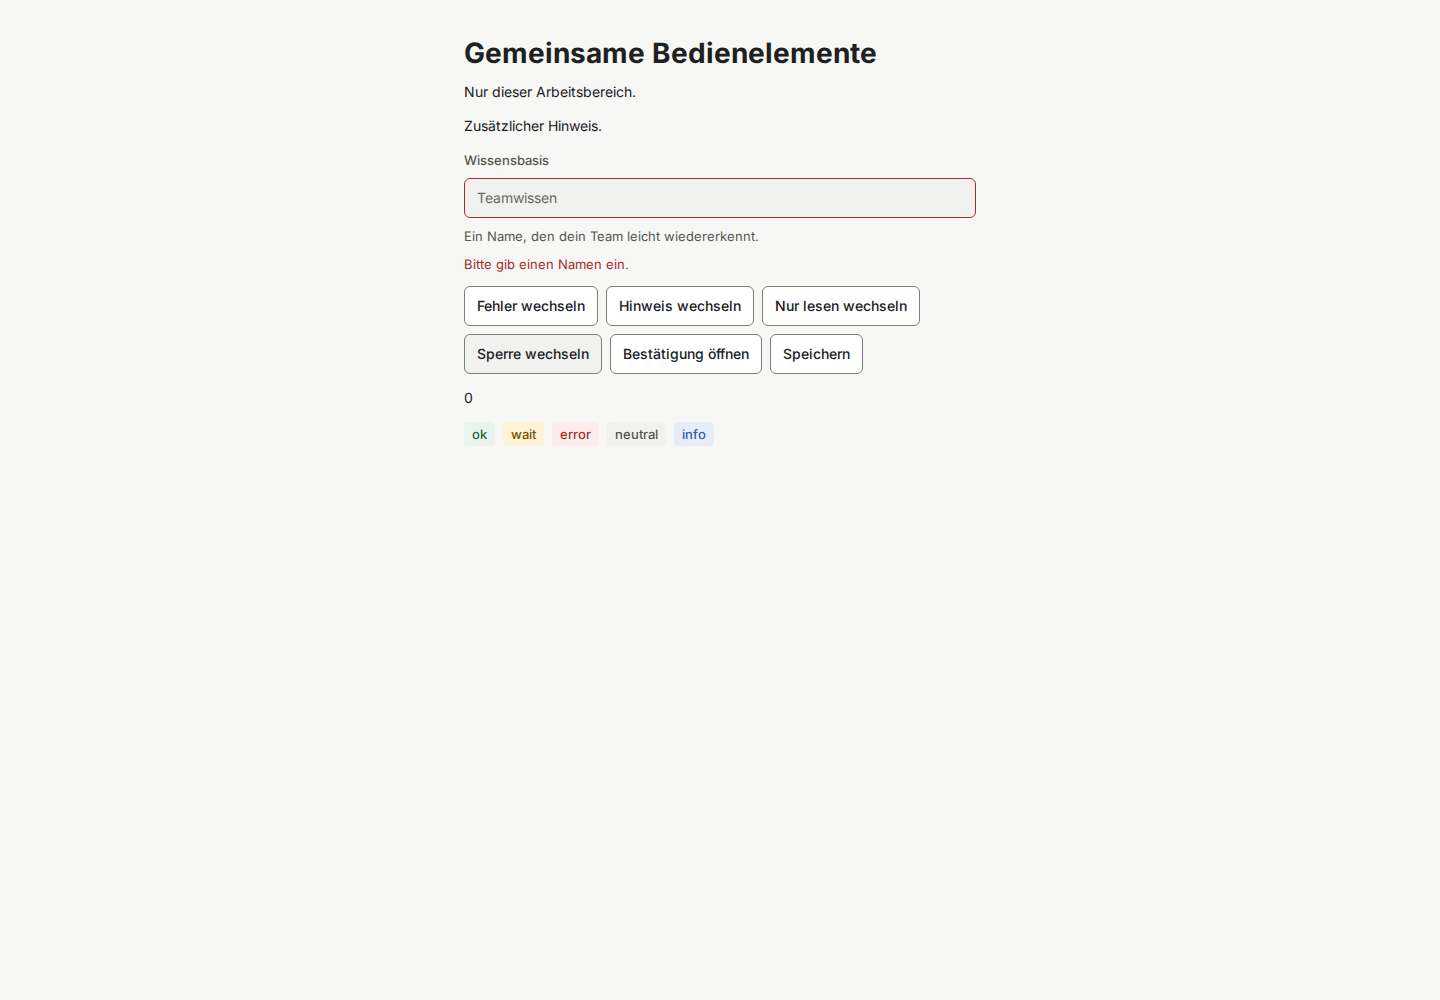 Gemeinsame Bedienelemente
Nur dieser Arbeitsbereich.
Zusätzlicher Hinweis.
Wissensbasis
Teamwissen
Ein Name, den dein Team leicht wiedererkennt.
Bitte gib einen Namen ein.
Fehler wechseln Hinweis wechseln Nur lesen wechseln
Sperre wechseln Bestätigung öffnen Speichern
0
ok wait error neutral info